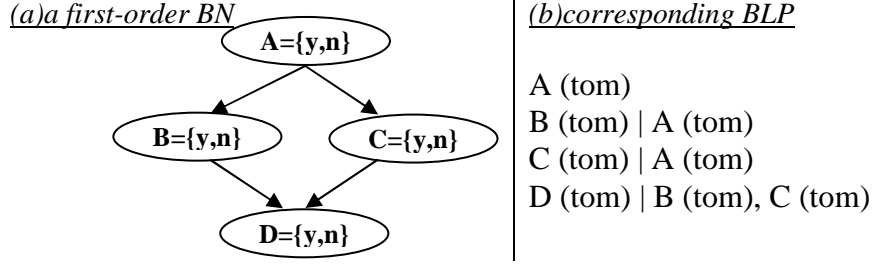 (a)a first-order BN
A={y,n}
B={y,n}
C={y,n}
D={y,n}
(b)corresponding BLP
A (tom)
B (tom) | A (tom)
C (tom) | A (tom)
D (tom) | B (tom), C (tom)